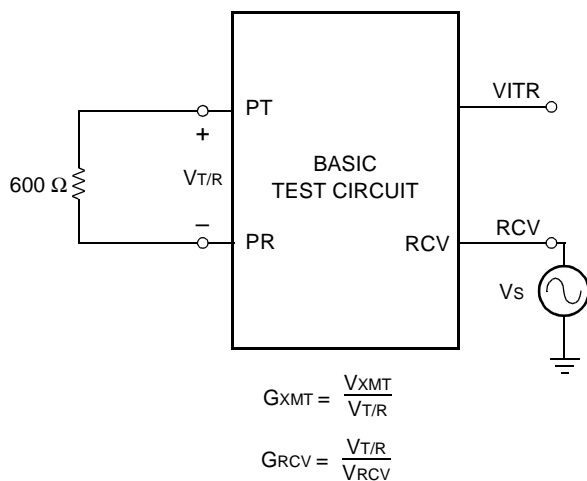 PT
VITR
+
BASIC
TEST CIRCUIT
VT/R
600 Ω
–
PR
RCV
RCV
VS
GXMT = VXMT
VT/R
GRCV = VT/R
VRCV